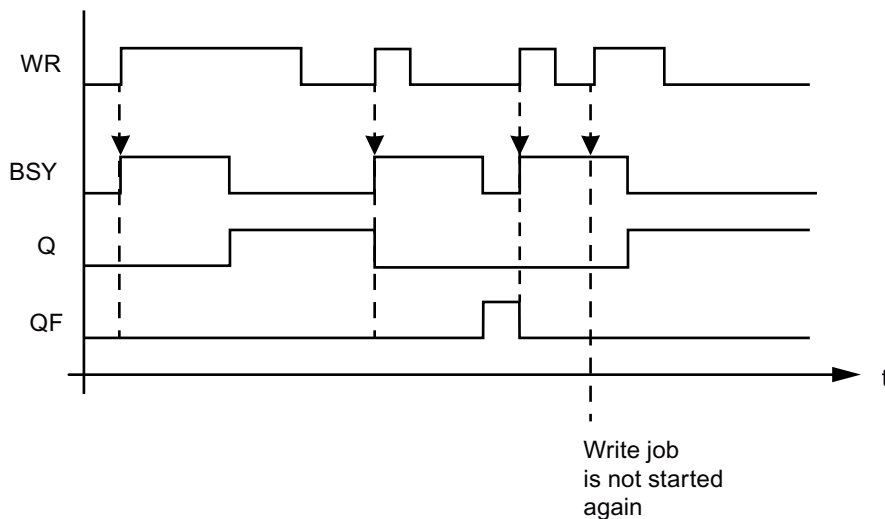 WR
BSY
Q
QF
t
Write job
is not started
again